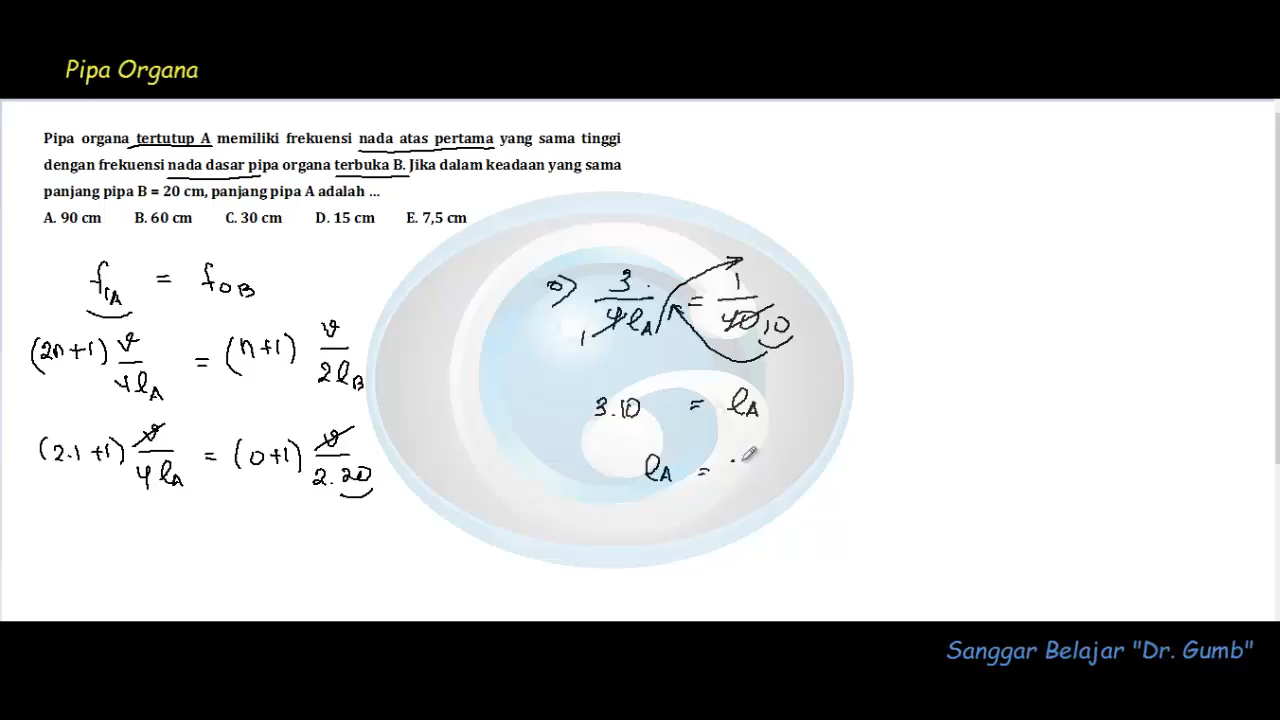 Pipa Organa
Pipa organa tertutup A memiliki frekuensi nada atas pertama yang sama tinggi
dengan frekuensi nada dasar pipa organa terbuka B. Jika dalam keadaan yang sama
panjang pipa B = 20 cm, panjang pipa A adalah ...
A. 90 cm B. 60 cm C. 30 cm D. 15 cm E. 7,5 cm
f₁A = f₀B
(2n+1) v/4lA = (n+1) v/2lB
(2.1+1) v/4lA = (0+1) v/2.20
⇒ 3/4lA = 1/40
1 10
3.10 = lA
lA =
Sanggar Belajar "Dr. Gumb"